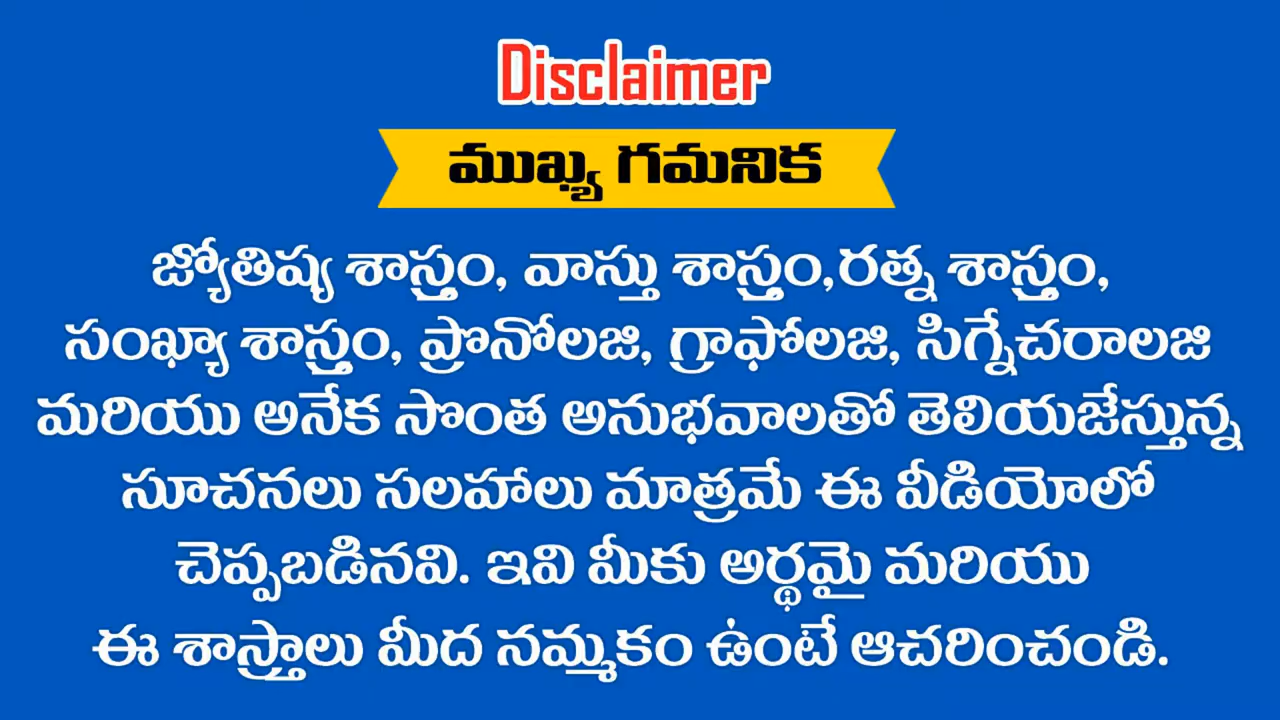 Disclaimer
ముఖ్య గమనిక
జ్యోతిష్య శాస్త్రం, వాస్తు శాస్త్రం,రత్న శాస్త్రం,
సంఖ్యా శాస్త్రం, ప్రొనోలజి, గ్రాఫోలజి, సిగ్నేచరాలజి
మరియు అనేక సొంత అనుభవాలతో తెలియజేస్తున్న
సూచనలు సలహాలు మాత్రమే ఈ వీడియోలో
చెప్పబడినవి. ఇవి మీకు అర్థమై మరియు
ఈ శాస్త్రాలు మీద నమ్మకం ఉంటే ఆచరించండి.